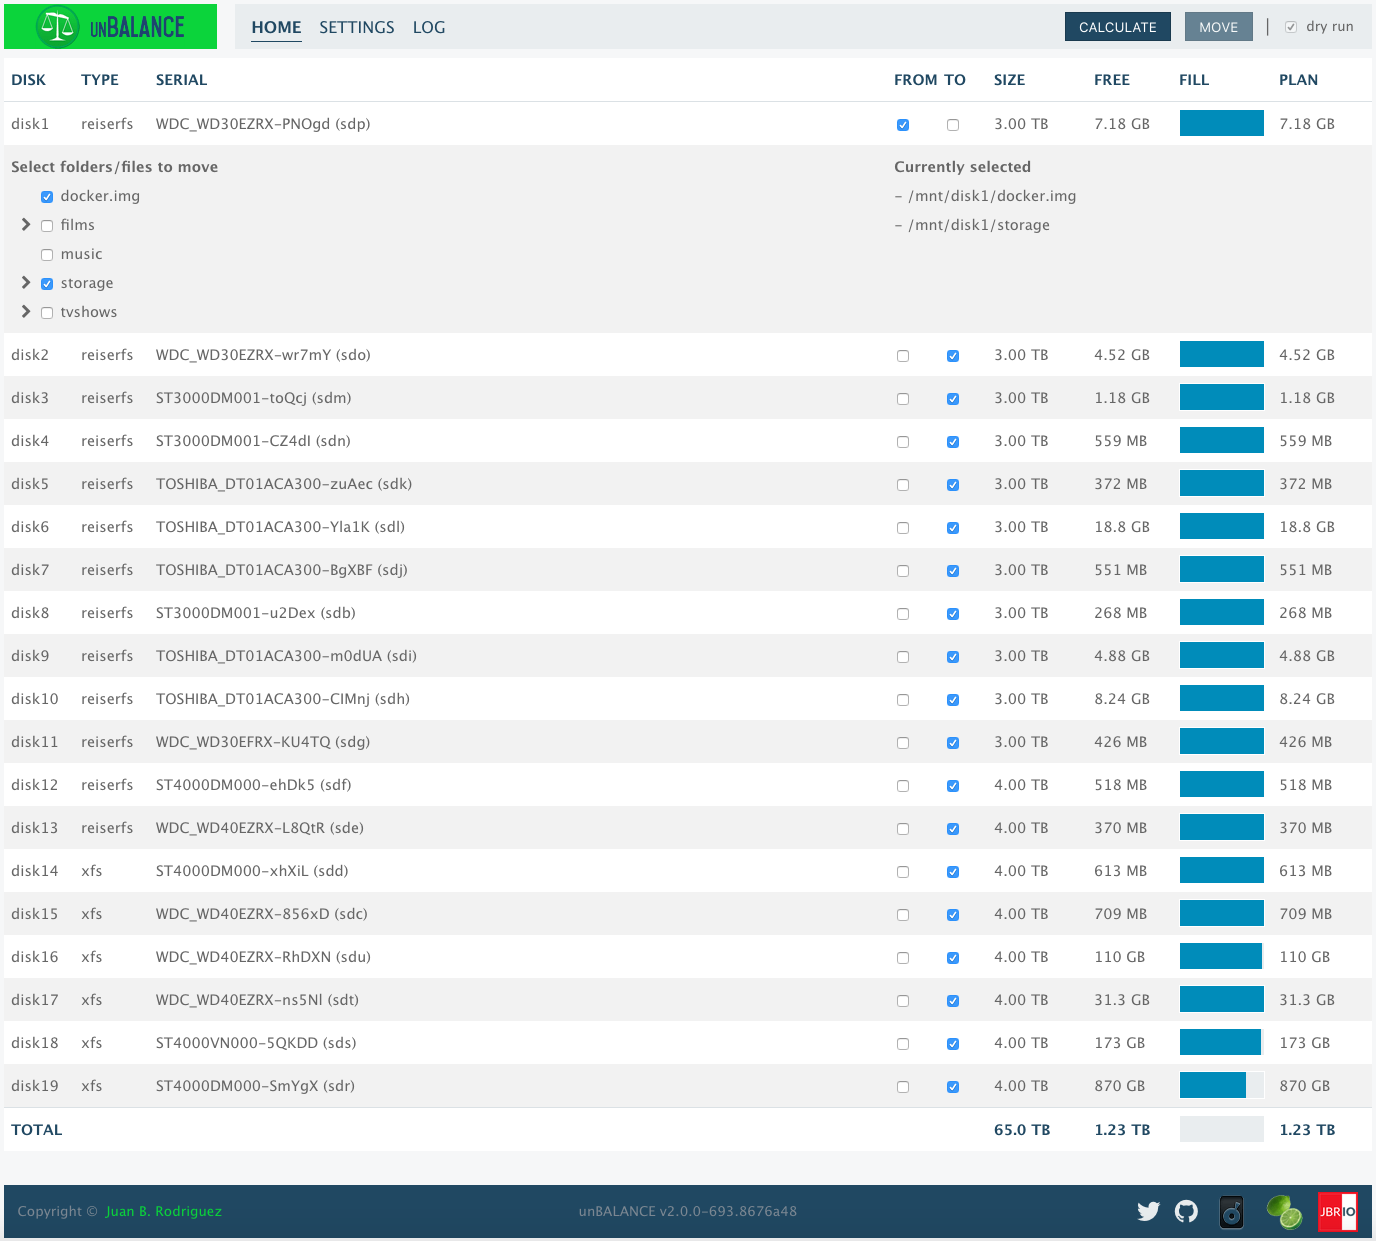 unBALANCE HOME SETTINGS LOG CALCULATE MOVE | dry run
DISK TYPE SERIAL FROM TO SIZE FREE FILL PLAN
disk1 reiserfs WDC_WD30EZRX-PNOgd (sdp) 3.00 TB 7.18 GB 7.18 GB
Select folders/files to move Currently selected
docker.img - /mnt/disk1/docker.img
films - /mnt/disk1/storage
music
storage
tvshows
disk2 reiserfs WDC_WD30EZRX-wr7mY (sdo) 3.00 TB 4.52 GB 4.52 GB
disk3 reiserfs ST3000DM001-toQcj (sdm) 3.00 TB 1.18 GB 1.18 GB
disk4 reiserfs ST3000DM001-CZ4dI (sdn) 3.00 TB 559 MB 559 MB
disk5 reiserfs TOSHIBA_DT01ACA300-zuAec (sdk) 3.00 TB 372 MB 372 MB
disk6 reiserfs TOSHIBA_DT01ACA300-Yla1K (sdl) 3.00 TB 18.8 GB 18.8 GB
disk7 reiserfs TOSHIBA_DT01ACA300-BgXBF (sdj) 3.00 TB 551 MB 551 MB
disk8 reiserfs ST3000DM001-u2Dex (sdb) 3.00 TB 268 MB 268 MB
disk9 reiserfs TOSHIBA_DT01ACA300-m0dUA (sdi) 3.00 TB 4.88 GB 4.88 GB
disk10 reiserfs TOSHIBA_DT01ACA300-CIMnj (sdh) 3.00 TB 8.24 GB 8.24 GB
disk11 reiserfs WDC_WD30EFRX-KU4TQ (sdg) 3.00 TB 426 MB 426 MB
disk12 reiserfs ST4000DM000-ehDk5 (sdf) 4.00 TB 518 MB 518 MB
disk13 reiserfs WDC_WD40EZRX-L8QtR (sde) 4.00 TB 370 MB 370 MB
disk14 xfs ST4000DM000-xhXiL (sdd) 4.00 TB 613 MB 613 MB
disk15 xfs WDC_WD40EZRX-856xD (sdc) 4.00 TB 709 MB 709 MB
disk16 xfs WDC_WD40EZRX-RhDXN (sdu) 4.00 TB 110 GB 110 GB
disk17 xfs WDC_WD40EZRX-ns5Nl (sdt) 4.00 TB 31.3 GB 31.3 GB
disk18 xfs ST4000VN000-5QKDD (sds) 4.00 TB 173 GB 173 GB
disk19 xfs ST4000DM000-SmYgX (sdr) 4.00 TB 870 GB 870 GB
TOTAL 65.0 TB 1.23 TB 1.23 TB
Copyright © Juan B. Rodriguez unBALANCE v2.0.0-693.8676a48 JBRIO